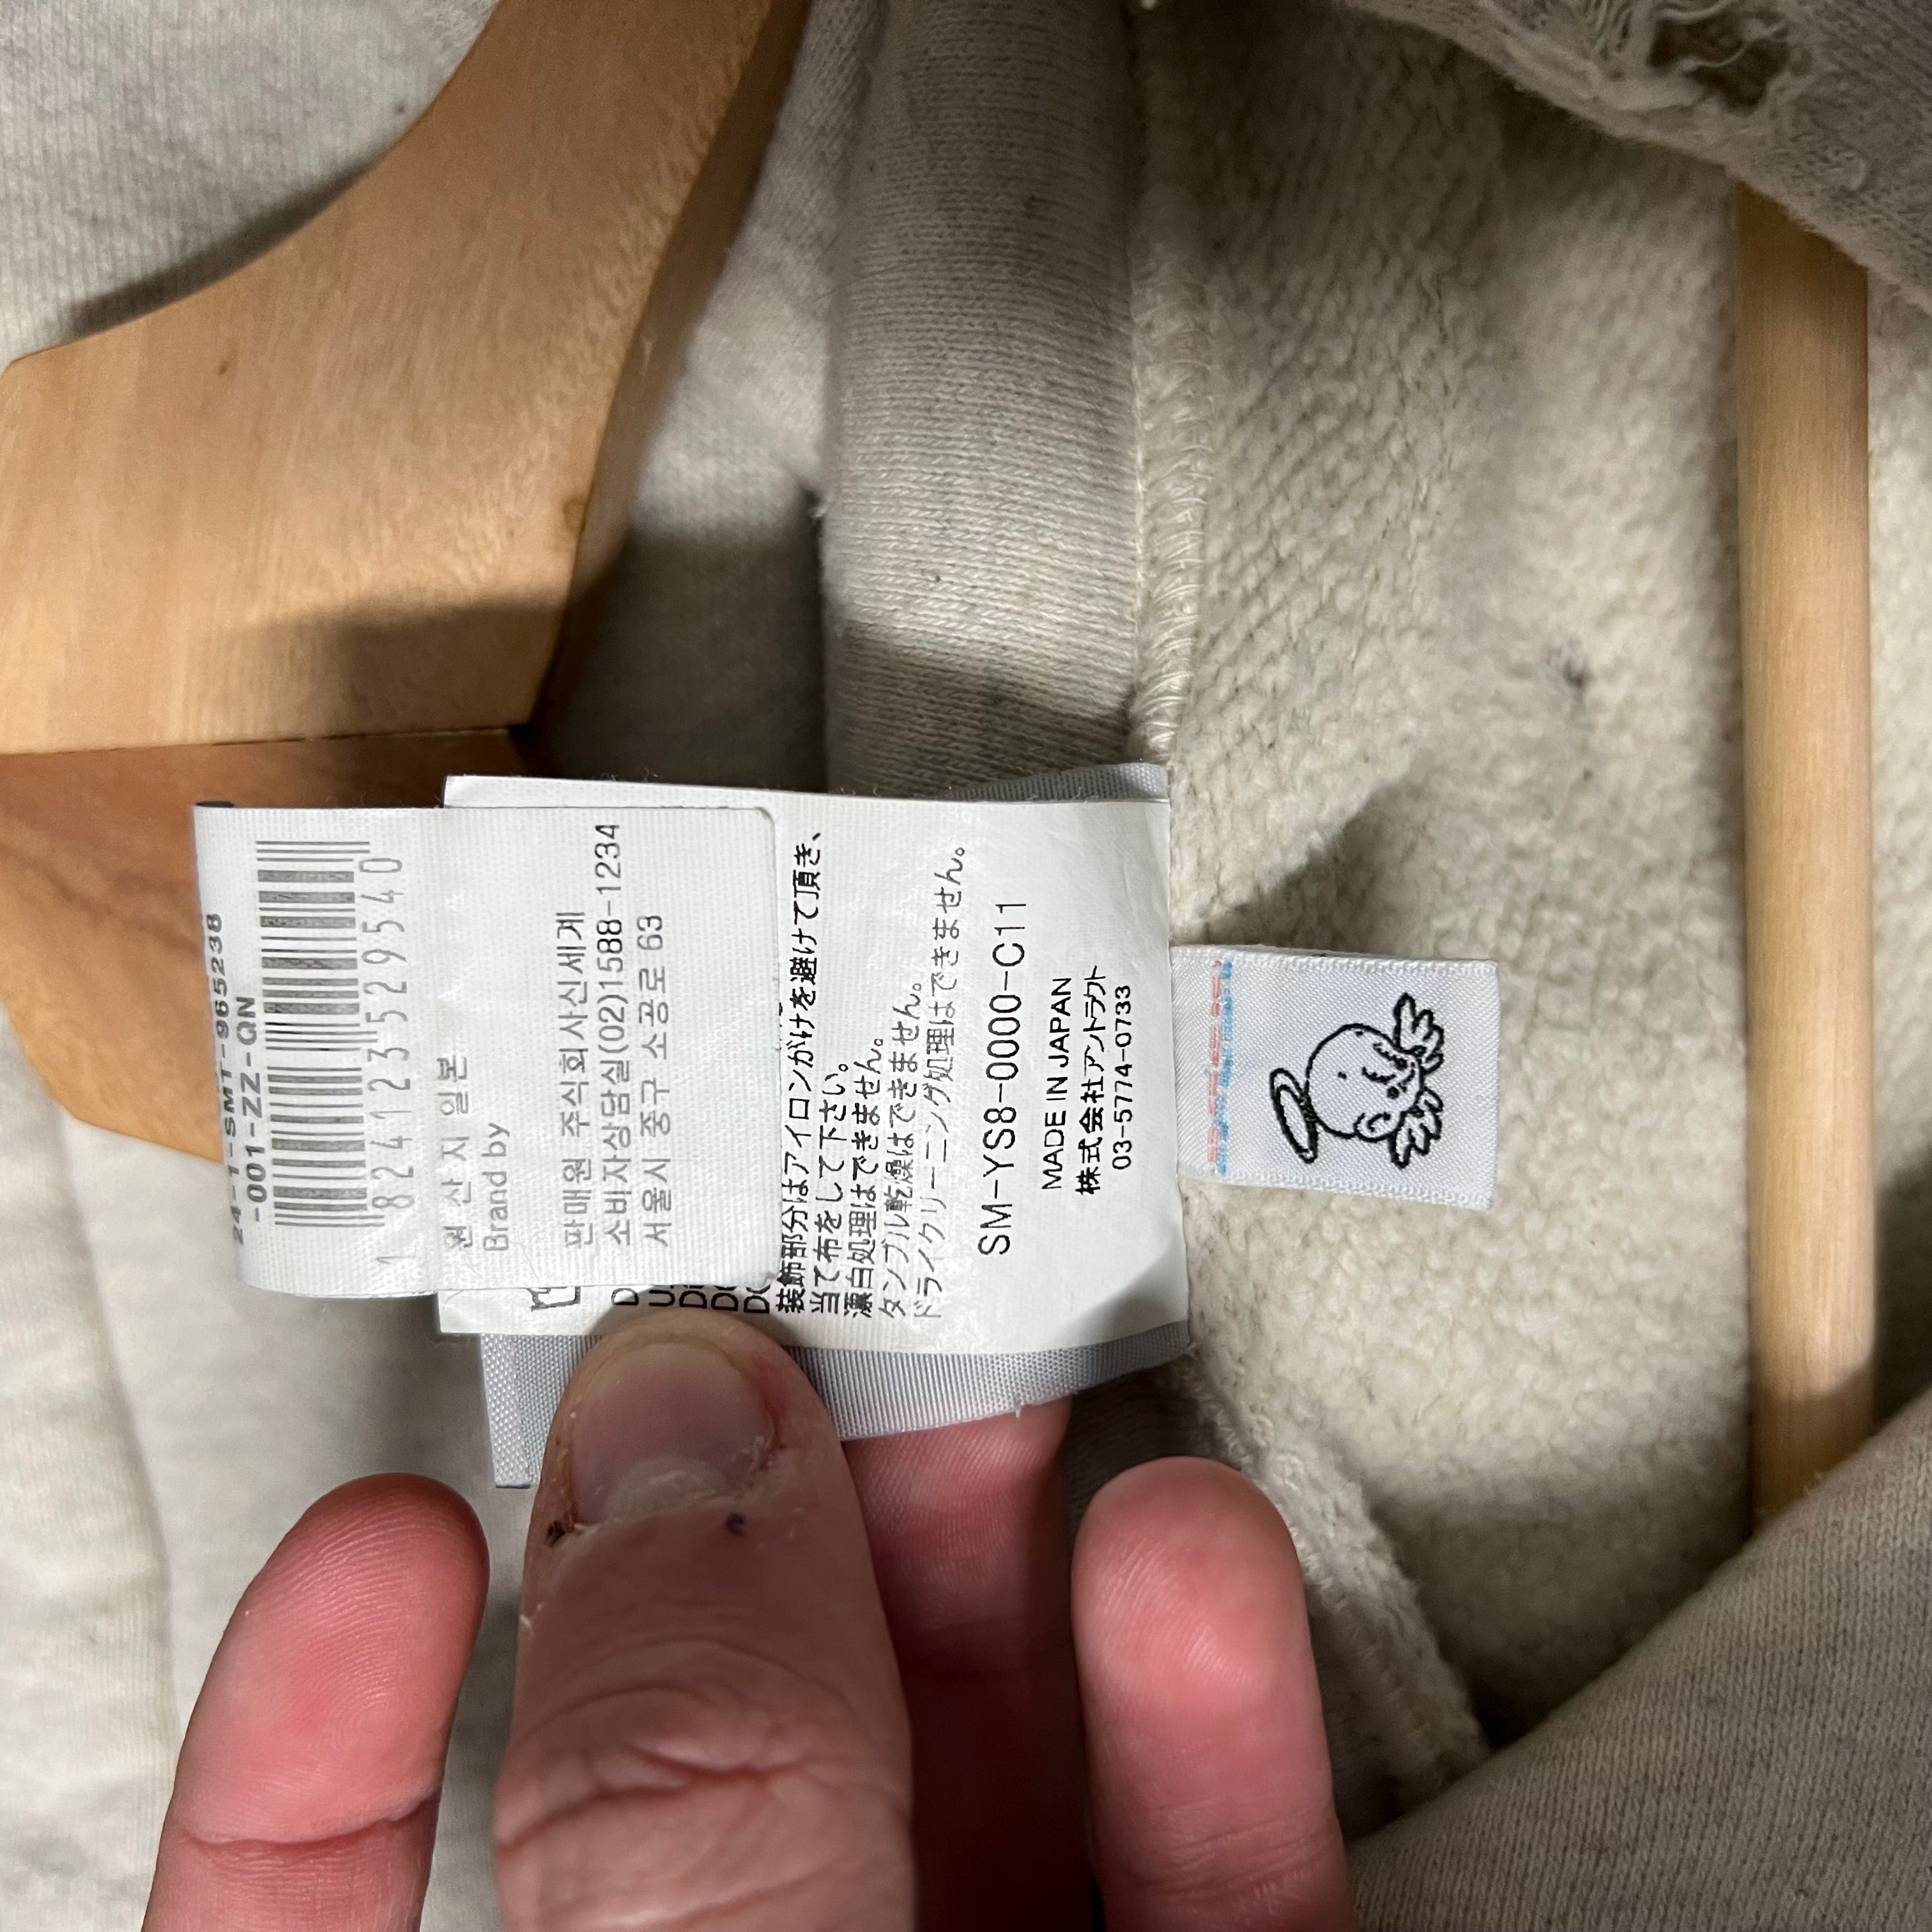 24-T-SMT-965238
-001-ZZ-QN
1824123529540
원 산 지 일본
Brand by
판매원 주식회사신세계
소비자상담실(02)1588-1234
서울시 중구 소공로 63
装飾部分はアイロンがけを避けて頂き、
当て布をして下さい。
漂白処理はできません。
タンブル乾燥はできません。
ドライクリーニング処理はできません。
SM-YS8-0000-C11
MADE IN JAPAN
株式会社アントラクト
03-5774-0733